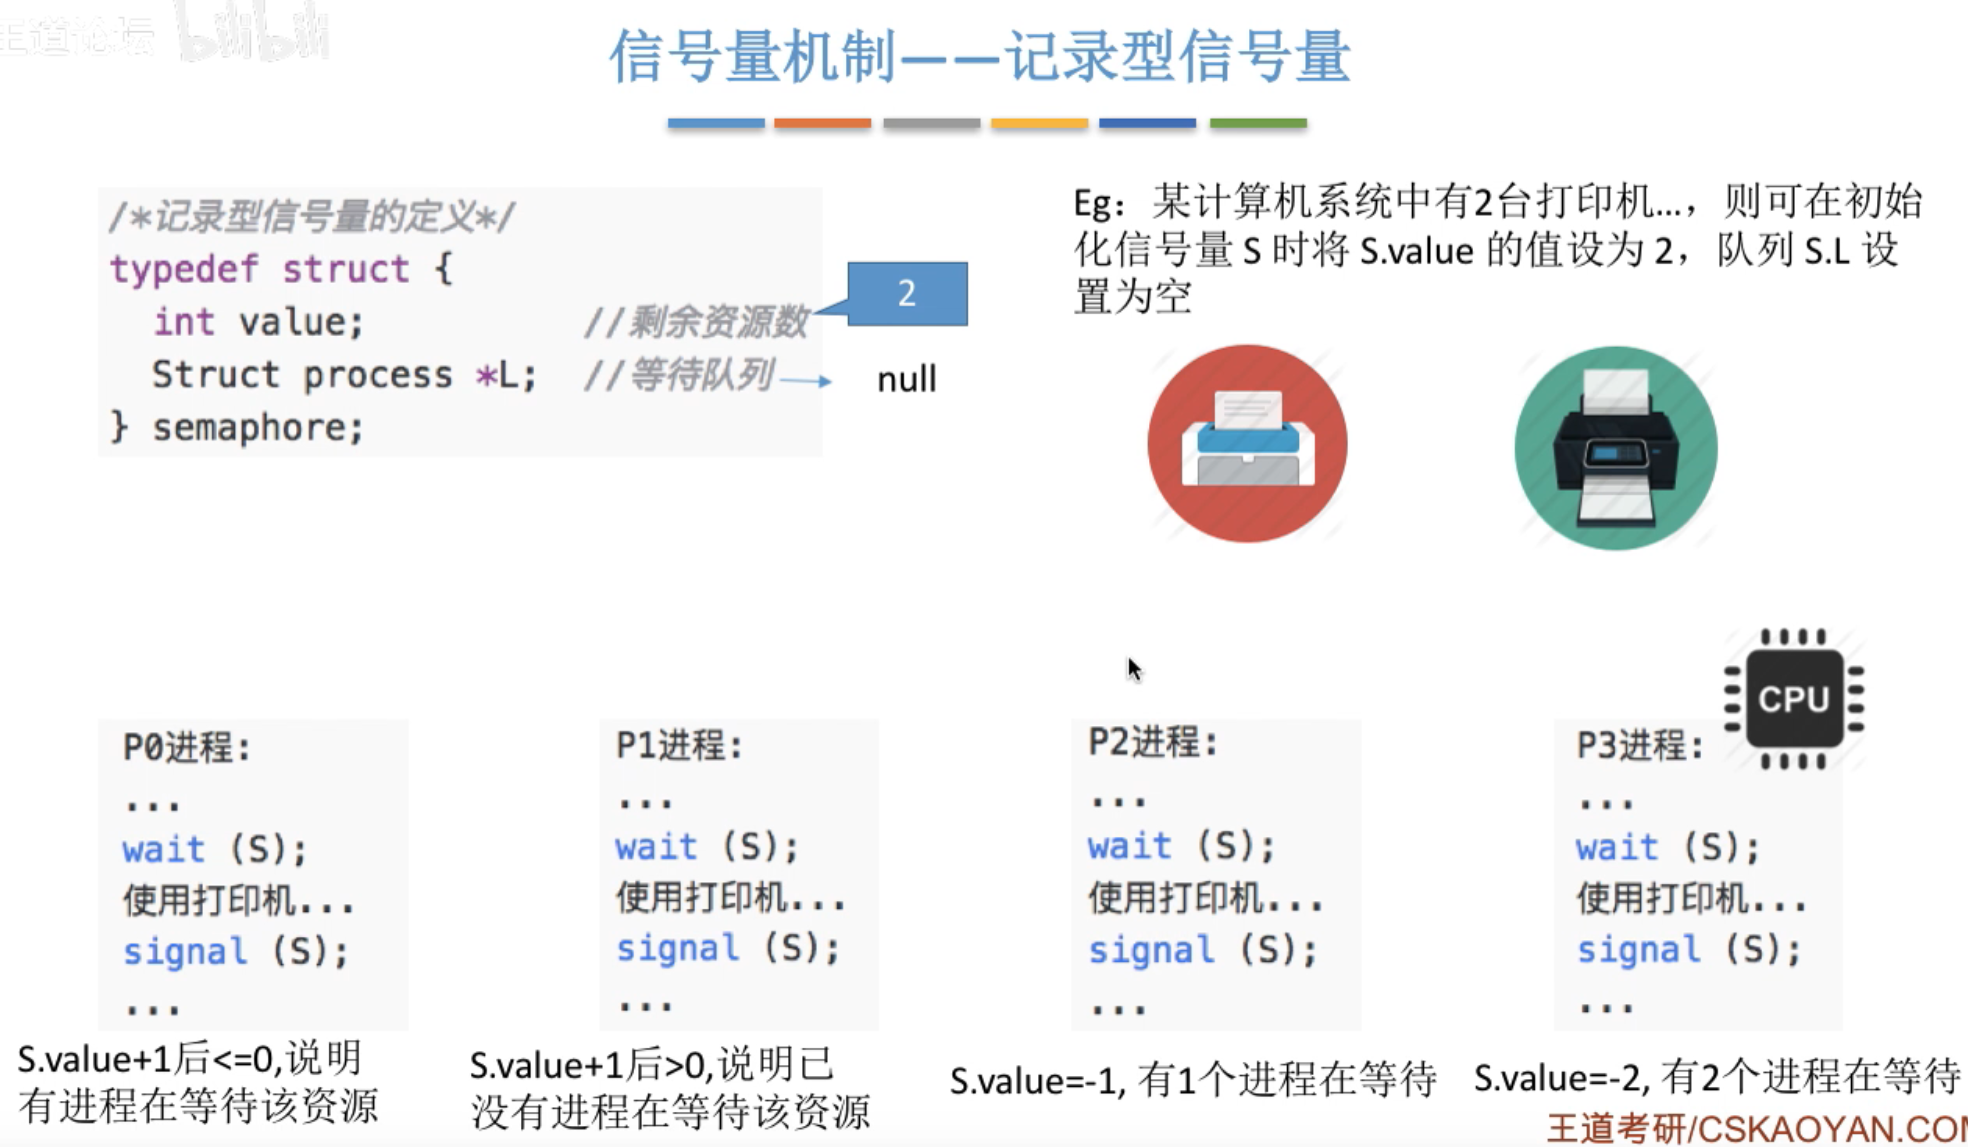 王道论坛 bilibili
信号量机制——记录型信号量
/*记录型信号量的定义*/
typedef struct {
int value; //剩余资源数
Struct process *L; //等待队列
} semaphore;
2
null
Eg：某计算机系统中有2台打印机...，则可在初始
化信号量 S 时将 S.value 的值设为 2，队列 S.L 设
置为空
CPU
P0进程:
...
wait (S);
使用打印机...
signal (S);
...
S.value+1后<=0,说明
有进程在等待该资源
P1进程:
...
wait (S);
使用打印机...
signal (S);
...
S.value+1后>0,说明已
没有进程在等待该资源
P2进程:
...
wait (S);
使用打印机...
signal (S);
...
S.value=-1, 有1个进程在等待
P3进程:
...
wait (S);
使用打印机...
signal (S);
...
S.value=-2, 有2个进程在等待
王道考研/CSKAOYAN.COM